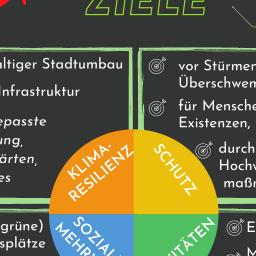 ZIELE
altiger Stadtumbau
Infrastruktur
epasste
ung,
ärten,
es
vor Stürmen
Überschwem
für Mensche
Existenzen,
durch
Hochw
maßn
KLIMA-
RESILIENZ
SCHUTZ
SOZIAL
MEHR
ITÄTEN
grüne)
splätze
E
M